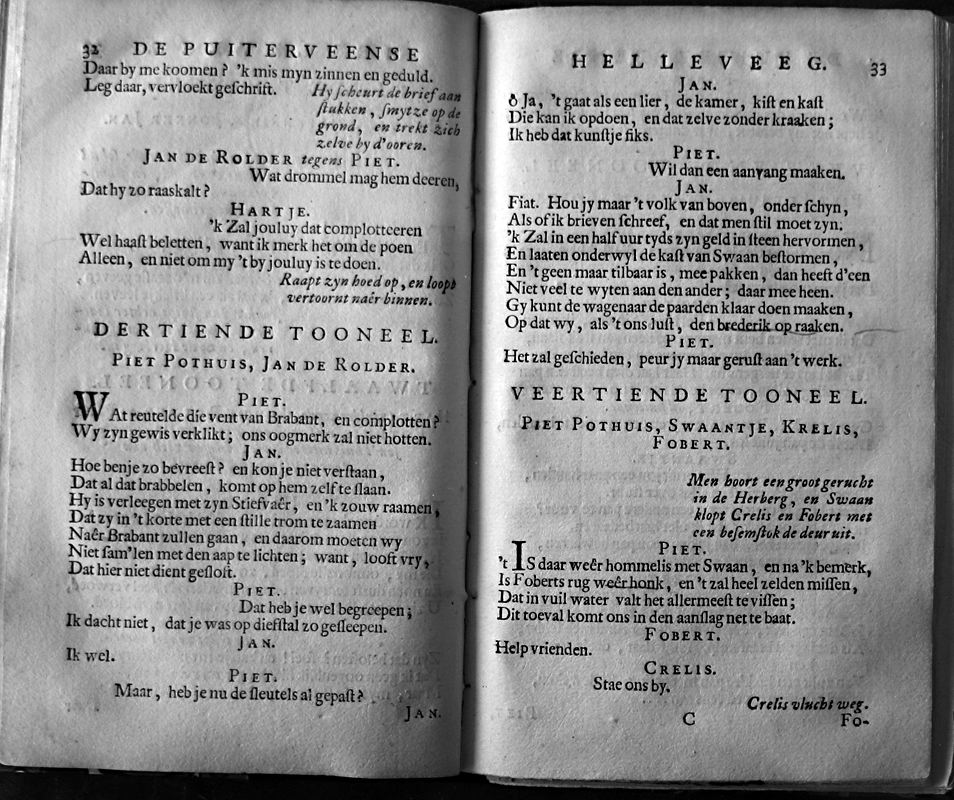 32 DE PUITERVEENSE
Daar by me koomen? 'k mis myn zinnen en geduld.
Leg daar, vervloekt geſchrift. Hy ſcheurt de brief aan
ſtukken, ſmytze op de
grond, en trekt zich
zelve by d'ooren.
JAN DE ROLDER tegens PIET.
Wat drommel mag hem deeren,
Dat hy zo raaskalt?
HARTJE.
'k Zal jouluy dat complotteeren
Wel haaſt beletten, want ik merk het om de poen
Alleen, en niet om my 't by jouluy is te doen.
Raapt zyn hoed op, en loopt
vertoornt naêr binnen.
DERTIENDE TOONEEL.
PIET POTHUIS, JAN DE ROLDER.
PIET.
WAt reutelde die vent van Brabant, en complotten?
Wy zyn gewis verklikt; ons oogmerk zal niet hotten.
JAN.
Hoe benje zo bevreeſt? en kon je niet verſtaan,
Dat al dat brabbelen, komt op hem zelf te ſlaan.
Hy is verleegen met zyn Stiefvaêr, en 'k zouw raamen,
Dat zy in 't korte met een ſtille trom te zaamen
Naêr Brabant zullen gaan, en daarom moeten wy
Niet ſam'len met den aap te lichten; want, looft vry,
Dat hier niet dient gefloſt.
PIET.
Dat heb je wel begreepen;
Ik dacht niet, dat je was op diefſtal zo geſleepen.
JAN.
Ik wel.
PIET.
Maar, heb je nu de ſleutels al gepaſt?
JAN.
HELLEVEEG. 33
JAN.
ô Ja, 't gaat als een lier, de kamer, kiſt en kaſt
Die kan ik opdoen, en dat zelve zonder kraaken;
Ik heb dat kunſtje fiks.
PIET.
Wil dan een aanvang maaken.
JAN.
Fiat. Hou jy maar 't volk van boven, onder ſchyn,
Als of ik brieven ſchreef, en dat men ſtil moet zyn.
'k Zal in een half uur tyds zyn geld in ſteen hervormen,
En laaten onderwyl de kaſt van Swaan beſtormen,
En 't geen maar tilbaar is, mee pakken, dan heeft d'een
Niet veel te wyten aan den ander; daar mee heen.
Gy kunt de wagenaar de paarden klaar doen maaken,
Op dat wy, als 't ons luſt, den brederik op raaken.
PIET.
Het zal geſchieden, peur jy maar geruſt aan 't werk.
VEERTIENDE TOONEEL.
PIET POTHUIS, SWAANTJE, KRELIS,
FOBERT.
Men hoort een groot gerucht
in de Herberg, en Swaan
klopt Crelis en Fobert met
een beſemſtok de deur uit.
PIET.
'tIS daar weêr hommelis met Swaan, en na 'k bemerk,
Is Foberts rug weêr honk, en 't zal heel zelden miſſen,
Dat in vuil water valt het allermeeſt te viſſen;
Dit toeval komt ons in den aanſlag net te baat.
FOBERT.
Help vrienden.
CRELIS.
Stae ons by.
Crelis vlucht weg.
C FO-